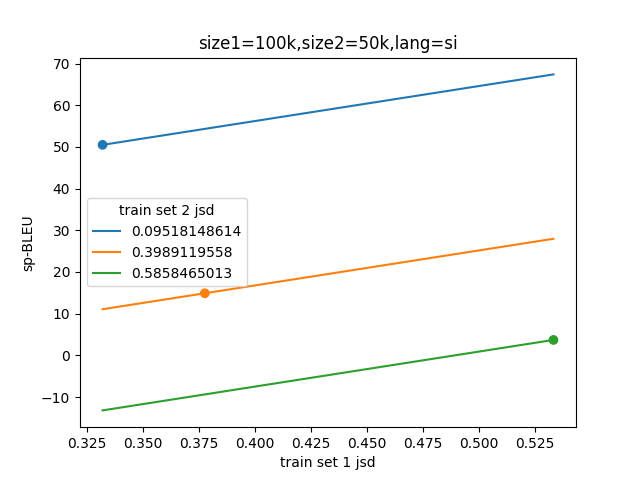 size1=100k,size2=50k,lang=si
70
60
50
40
30
20
10
0
−10
sp-BLEU
train set 2 jsd
0.09518148614
0.3989119558
0.5858465013
0.325 0.350 0.375 0.400 0.425 0.450 0.475 0.500 0.525
train set 1 jsd